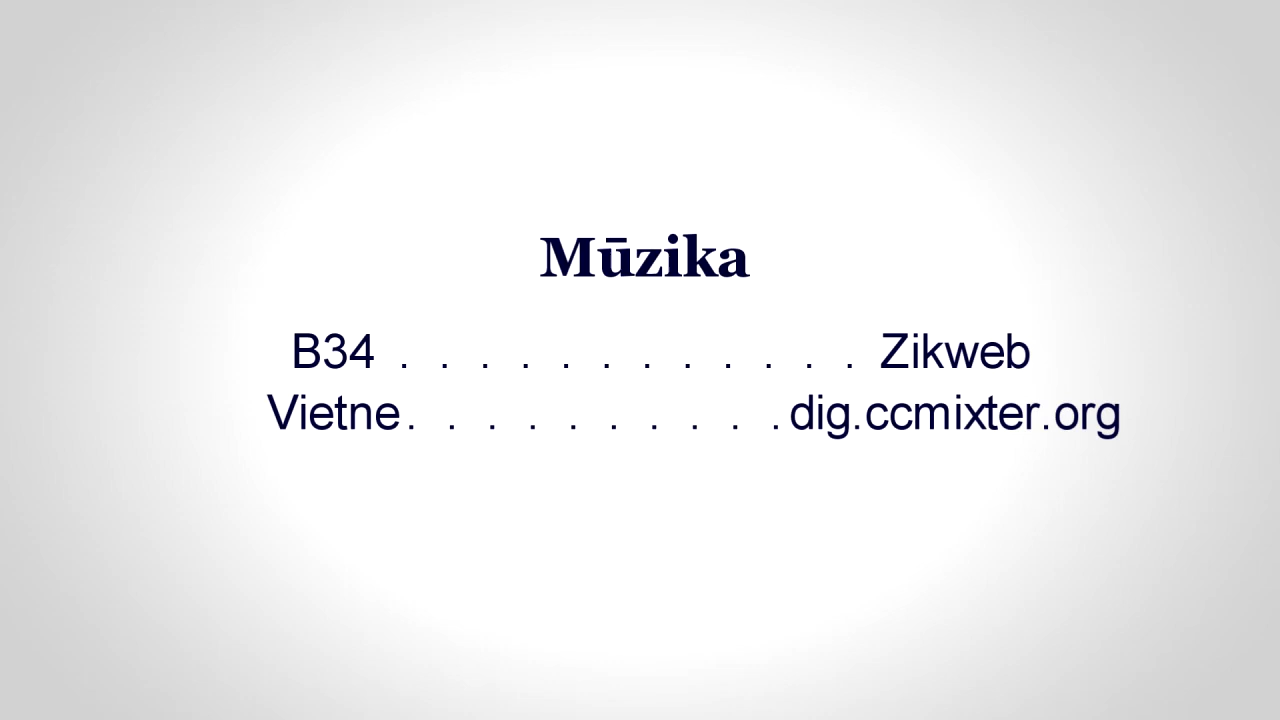 Mūzika
B34 . . . . . . . . . . . . Zikweb
Vietne. . . . . . . . . . dig.ccmixter.org